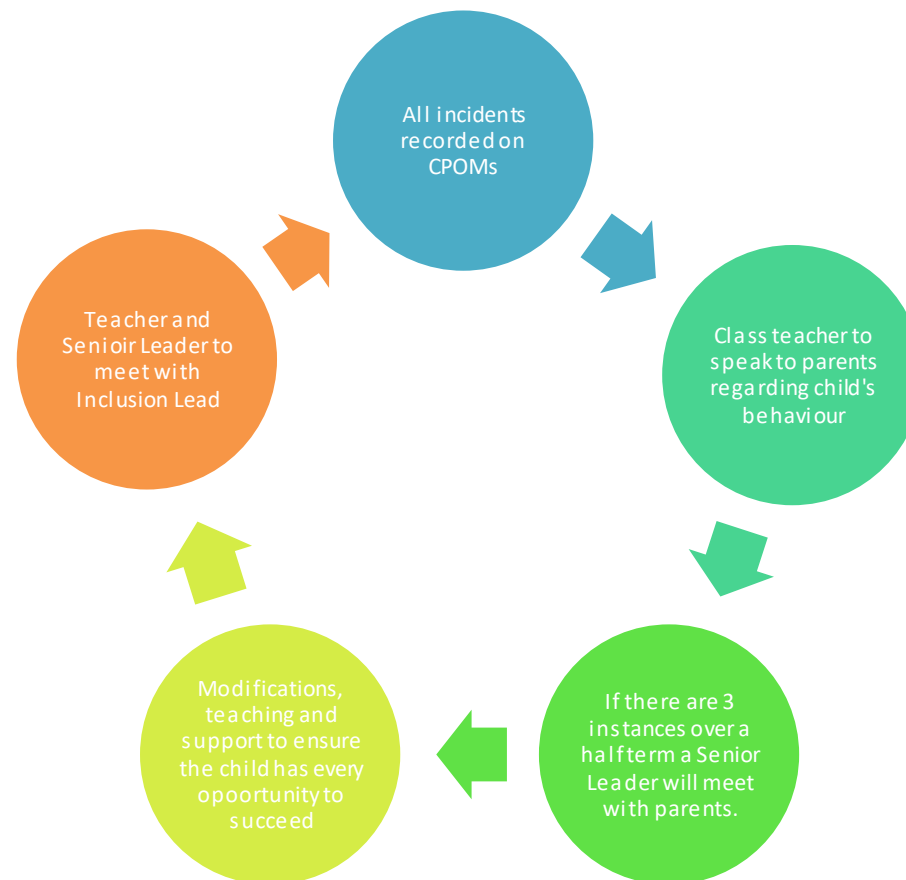 All incidents
recorded on
CPOMs
Class teacher to
speak to parents
regarding child's
behaviour
If there are 3
instances over a
half term a Senior
Leader will meet
with parents.
Modifications,
teaching and
support to ensure
the child has every
opoortunity to
succeed
Teacher and
Senioir Leader to
meet with
Inclusion Lead